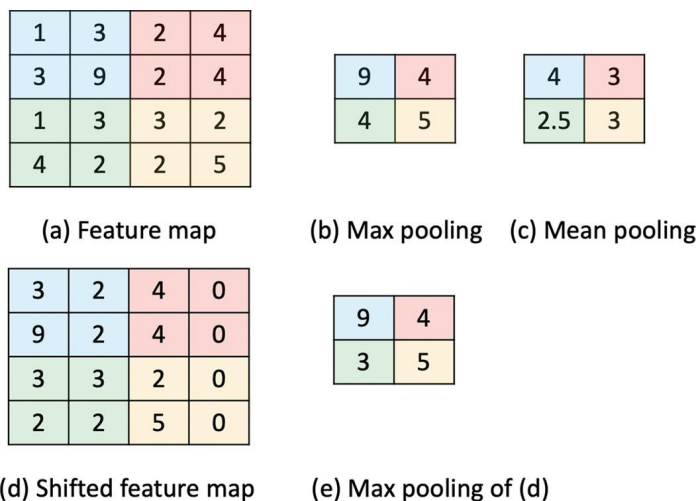 1 3 2 4
3 9 2 4
1 3 3 2
4 2 2 5
9 4
4 5
4 3
2.5 3
(a) Feature map
(b) Max pooling
(c) Mean pooling
3 2 4 0
9 2 4 0
3 3 2 0
2 2 5 0
9 4
3 5
(d) Shifted feature map
(e) Max pooling of (d)